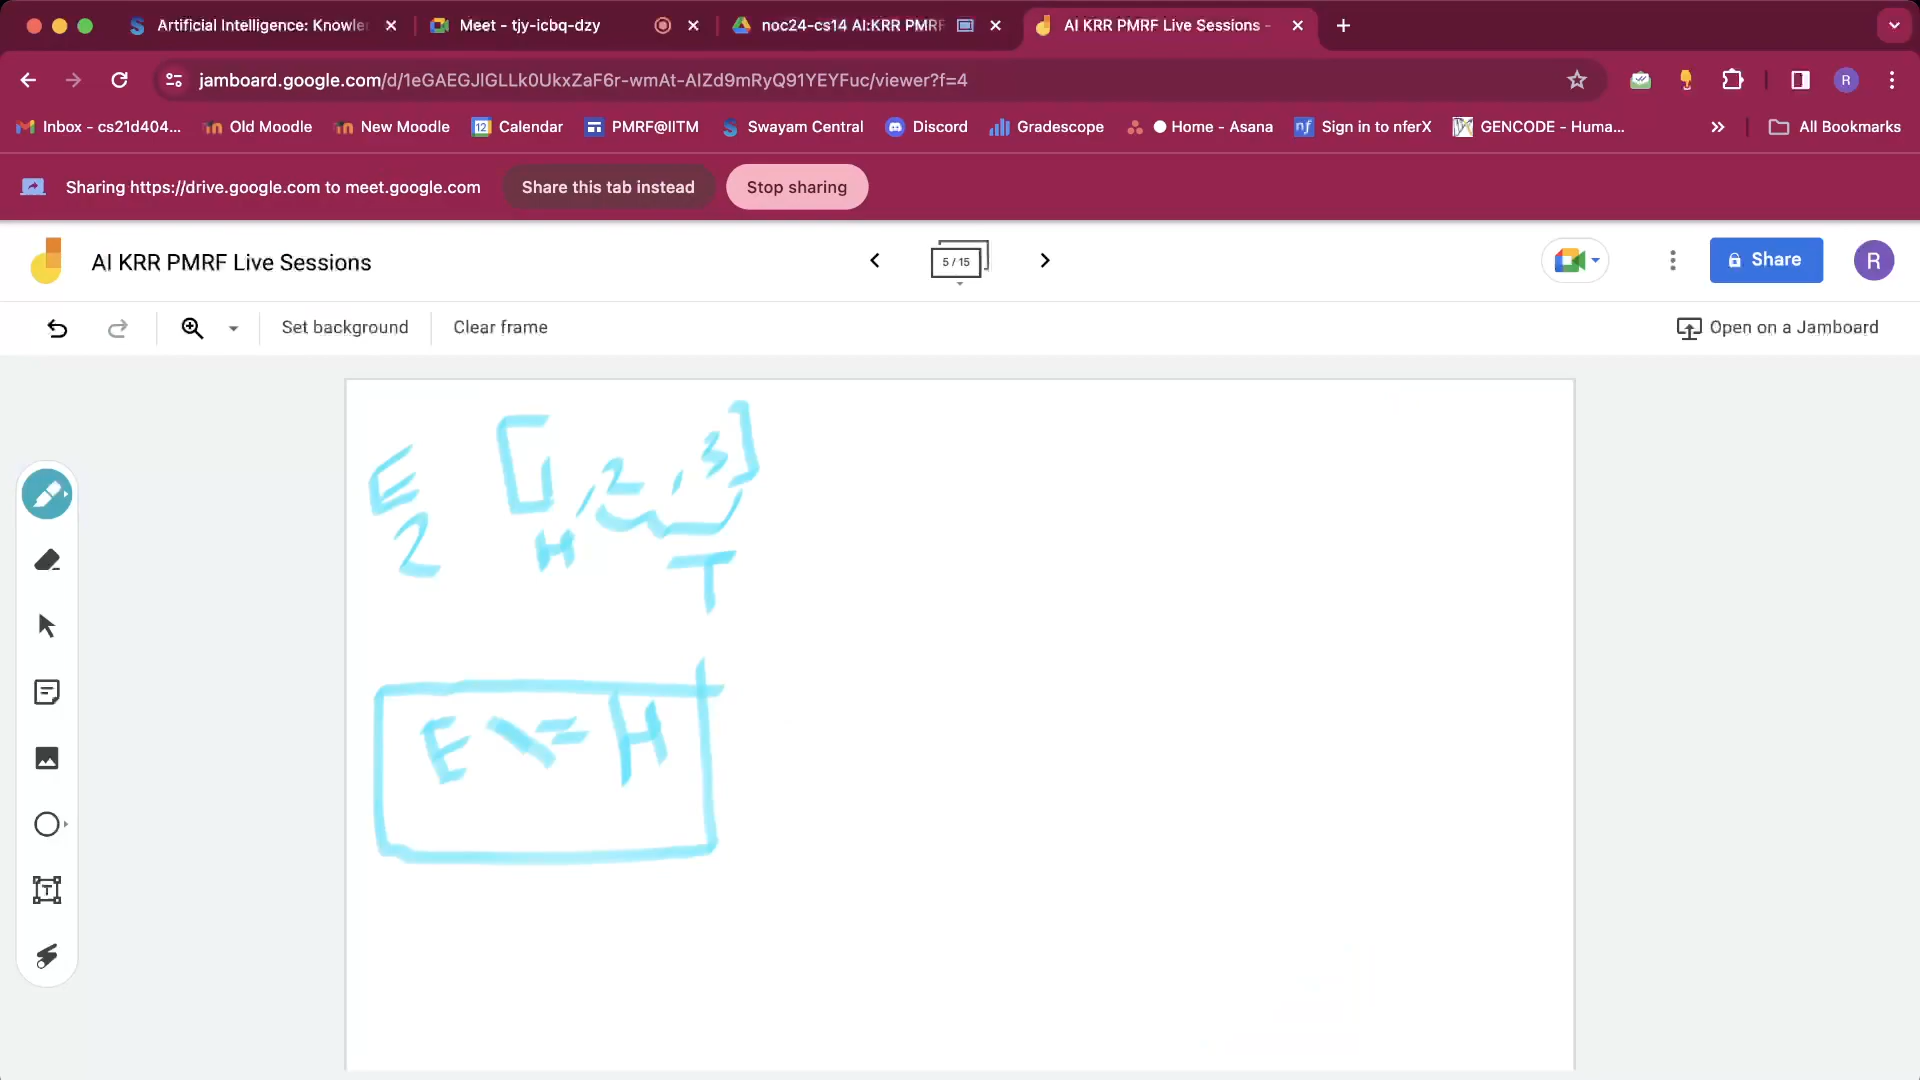 Artificial Intelligence: Knowle
Meet - tjy-icbq-dzy
noc24-cs14 AI:KRR PMRF
AI KRR PMRF Live Sessions -
jamboard.google.com/d/1eGAEGJlGLLk0UkxZaF6r-wmAt-AIZd9mRyQ91YEYFuc/viewer?f=4
R
Inbox - cs21d404...
Old Moodle
New Moodle
12
Calendar
PMRF@IITM
Swayam Central
Discord
Gradescope
Home - Asana
nf
Sign in to nferX
GENCODE - Huma...
All Bookmarks
Sharing https://drive.google.com to meet.google.com
Share this tab instead
Stop sharing
AI KRR PMRF Live Sessions
5 / 15
Share
R
Set background
Clear frame
Open on a Jamboard
E [1, 2, 3]
2 H T
E \= H